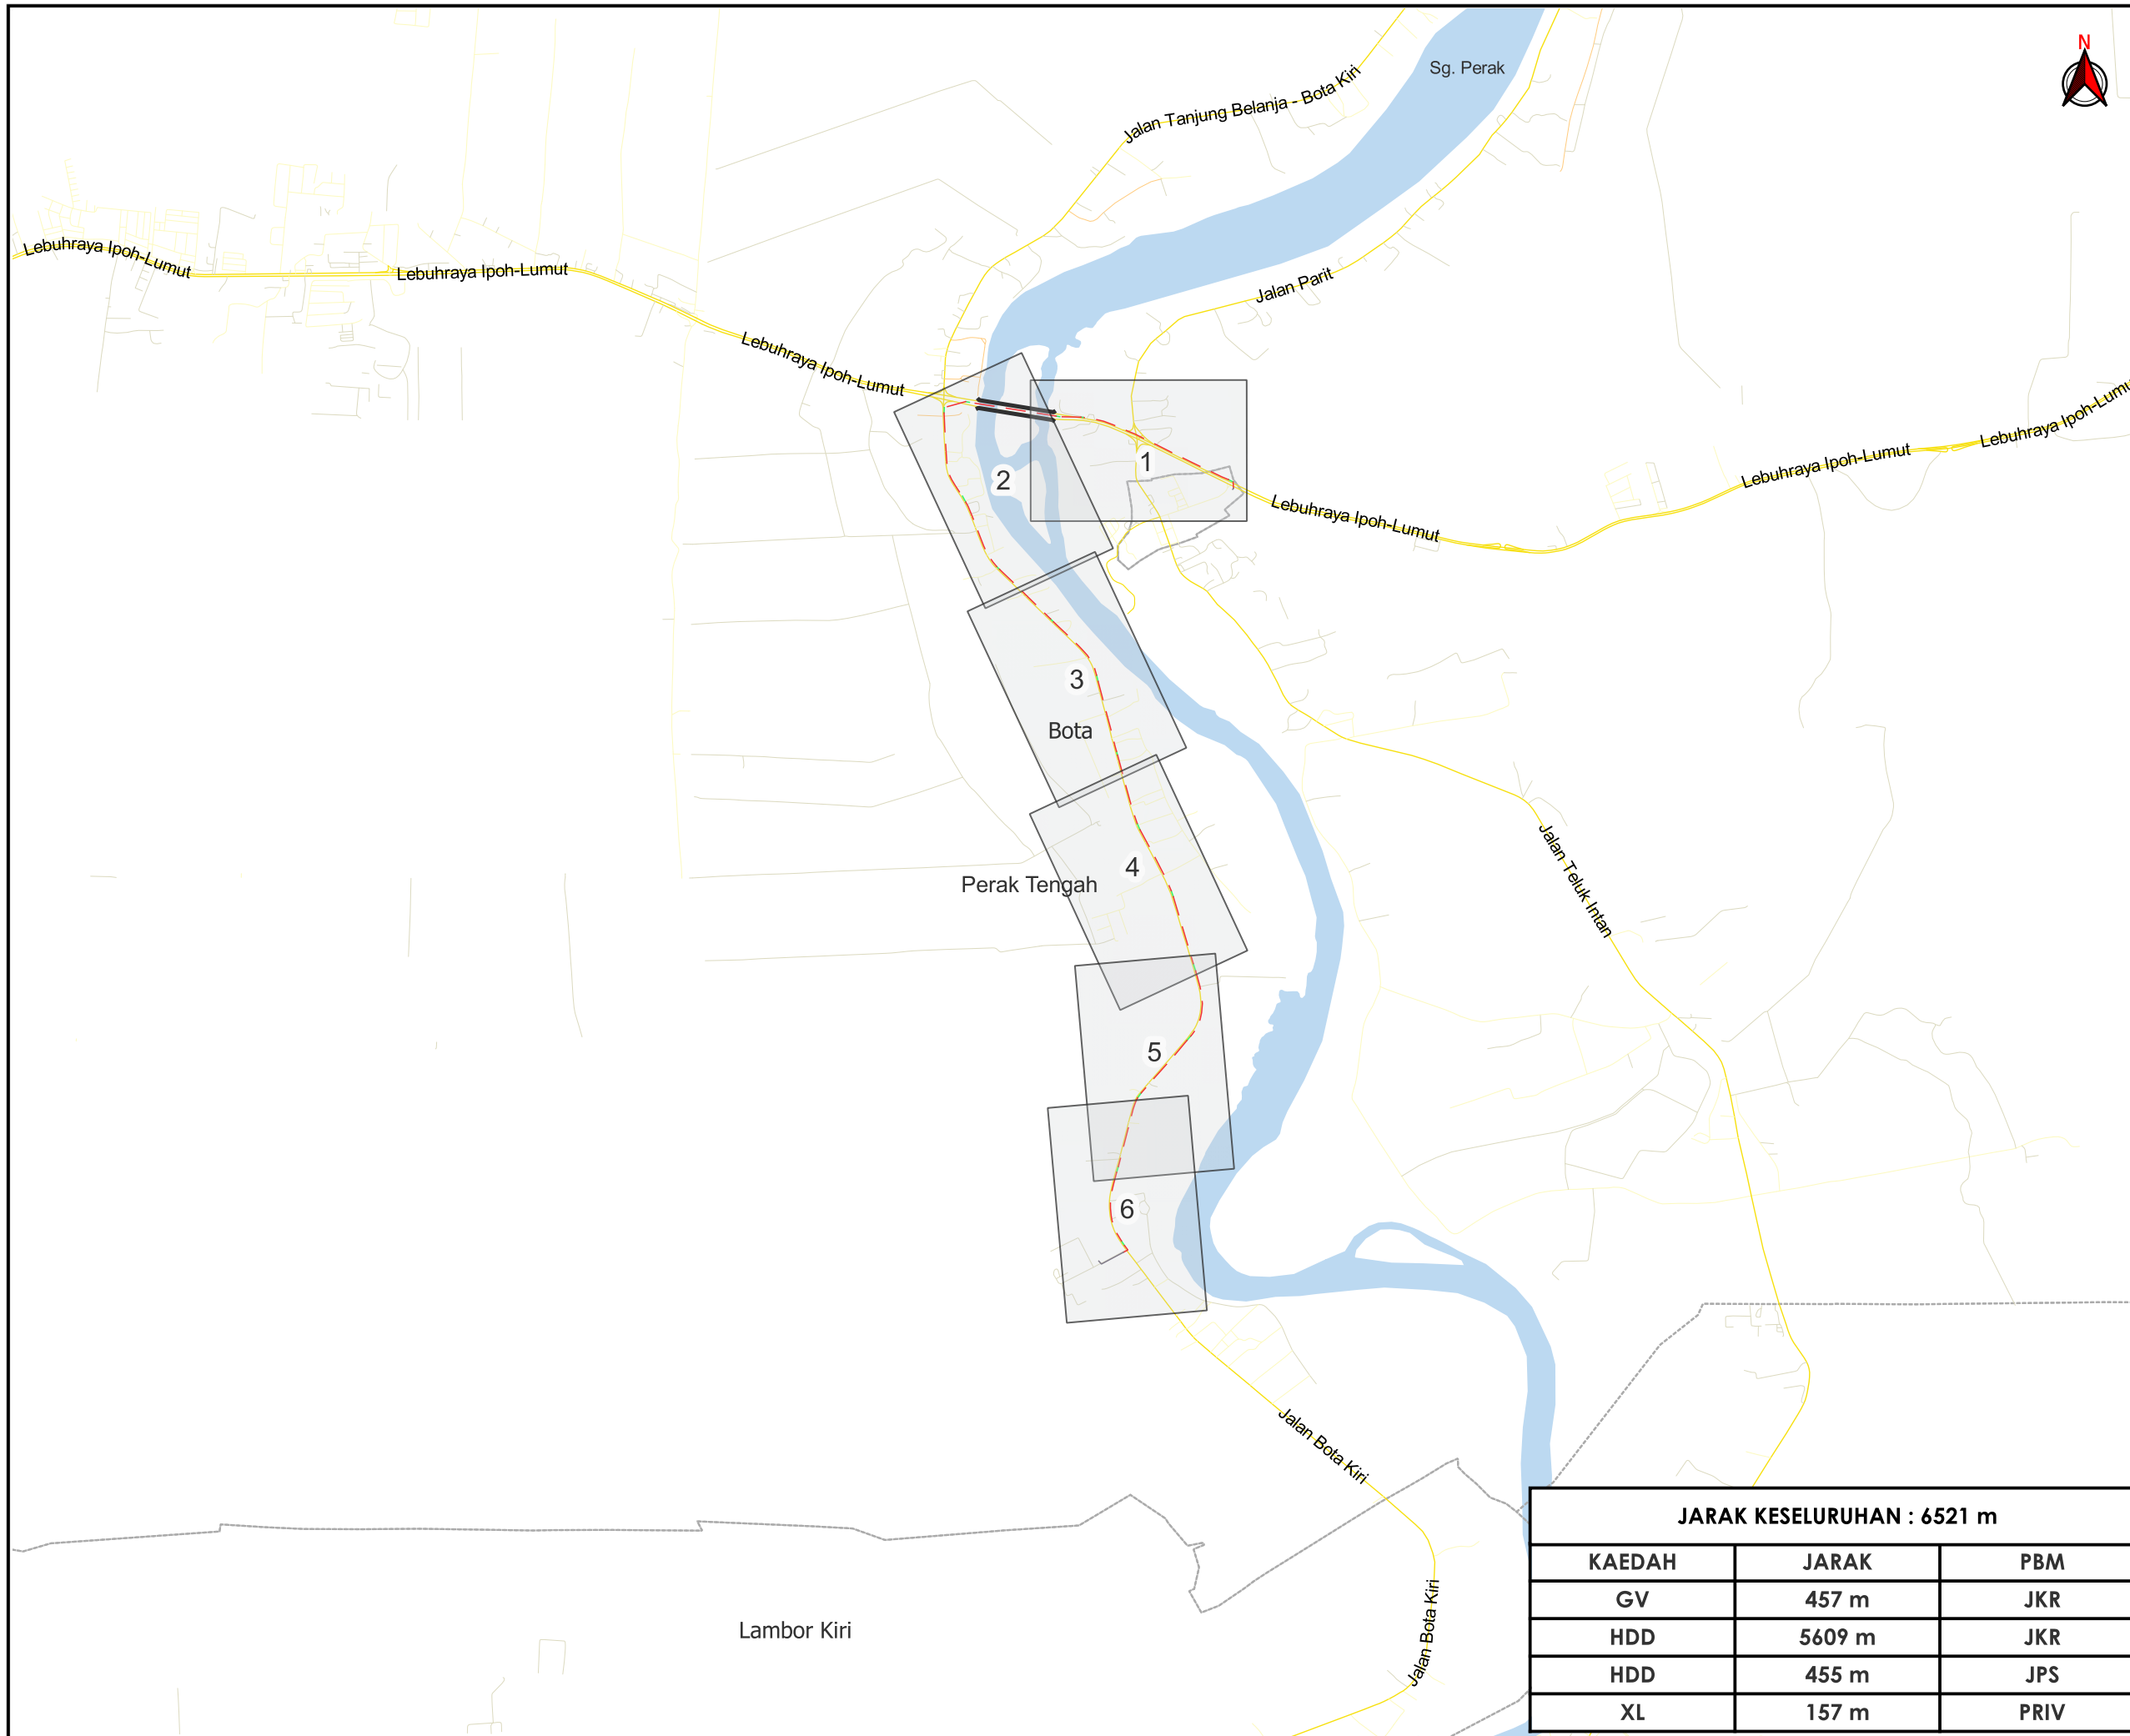 N
Sg. Perak
Jalan Tanjung Belanja - Bota Kiri
Lebuhraya Ipoh-Lumut
Lebuhraya Ipoh-Lumut
Jalan Parit
Lebuhraya Ipoh-Lumut
Lebuhraya Ipoh-Lumu
Lebuhraya Ipoh-Lumut
1
2
Lebuhraya Ipoh-Lumut
3
Bota
4
Perak Tengah
Jalan Teluk Intan
5
6
Jalan Bota Kiri
Jalan Bota Kiri
Lambor Kiri
JARAK KESELURUHAN : 6521 m
KAEDAH JARAK PBM
GV 457 m JKR
HDD 5609 m JKR
HDD 455 m JPS
XL 157 m PRIV